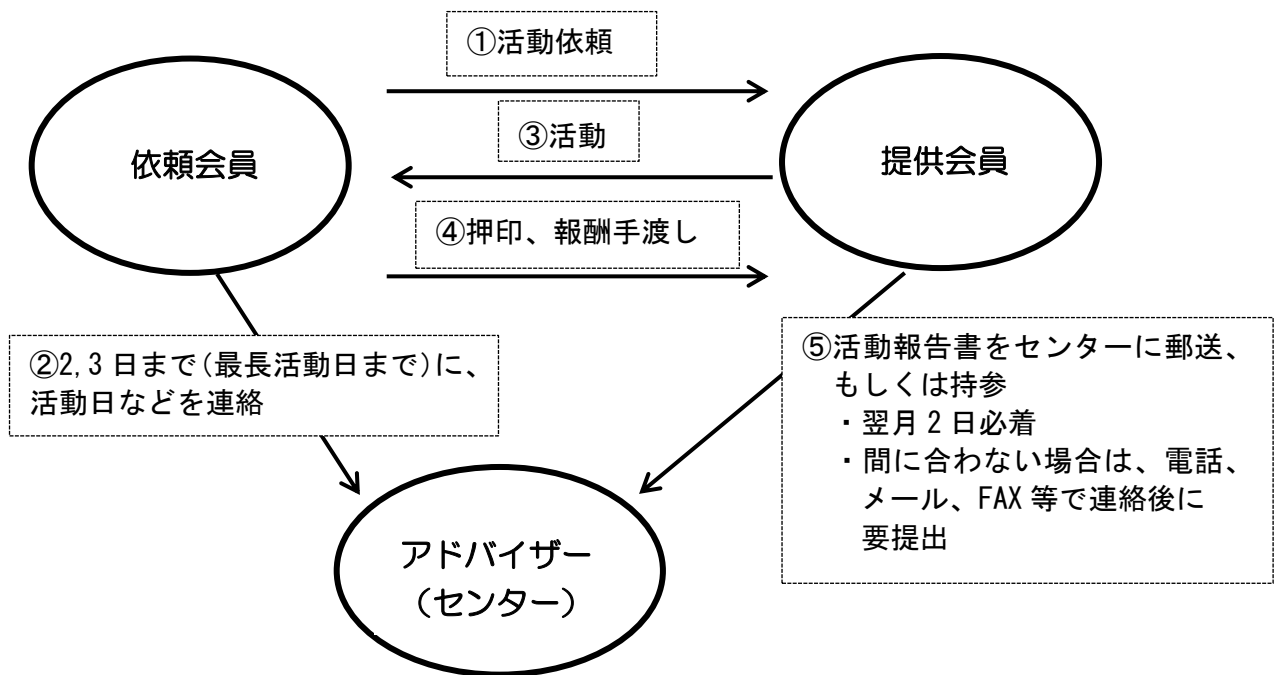 ①活動依頼
③活動
依頼会員
提供会員
④押印、報酬手渡し
②2,3日まで(最長活動日まで)に、
活動日などを連絡
⑤活動報告書をセンターに郵送、
もしくは持参
・翌月2日必着
・間に合わない場合は、電話、
メール、FAX等で連絡後に
要提出
アドバイザー
（センター）